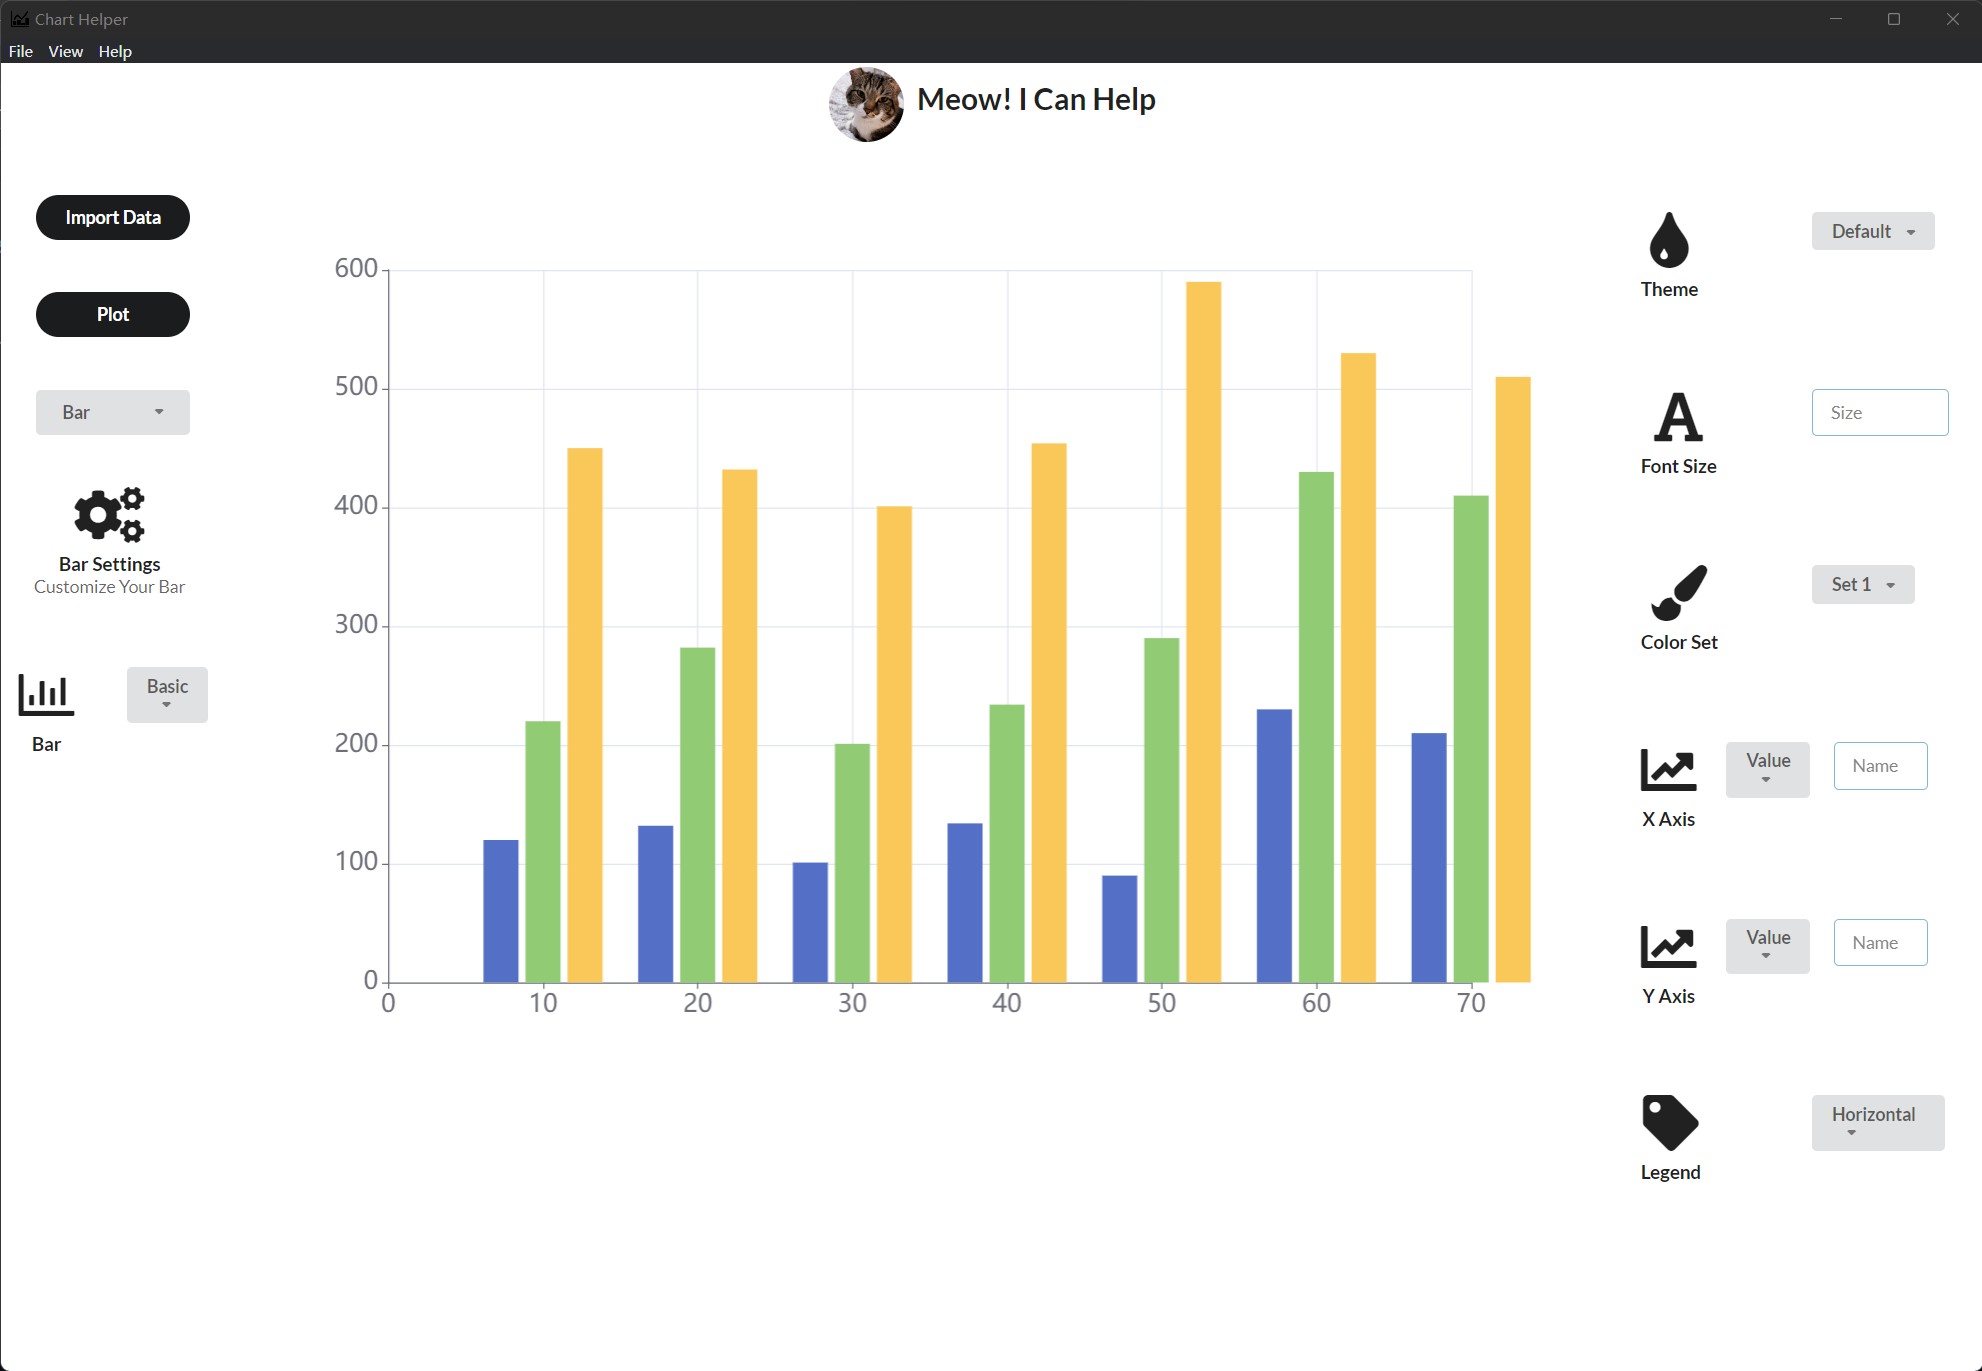 Chart Helper
File View Help
Meow! I Can Help
Import Data
Plot
Bar
Bar Settings
Customize Your Bar
Basic
Bar
600
500
400
300
200
100
0
0 10 20 30 40 50 60 70
Default
Theme
Size
Font Size
Set 1
Color Set
Value Name
X Axis
Value Name
Y Axis
Horizontal
Legend